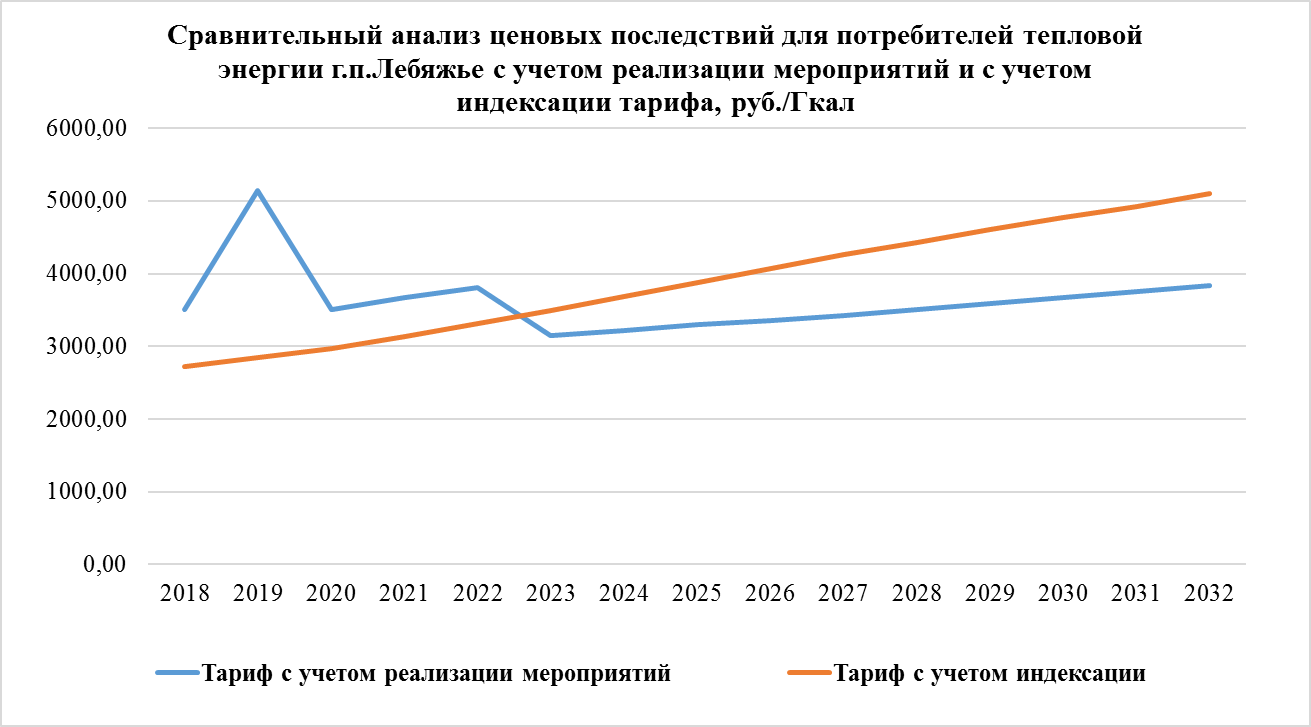 Сравнительный анализ ценовых последствий для потребителей тепловой
энергии г.п.Лебяжье с учетом реализации мероприятий и с учетом
индексации тарифа, руб./Гкал
6000,00
5000,00
4000,00
3000,00
2000,00
1000,00
0,00
2018 2019 2020 2021 2022 2023 2024 2025 2026 2027 2028 2029 2030 2031 2032
Тариф с учетом реализации мероприятий Тариф с учетом индексации